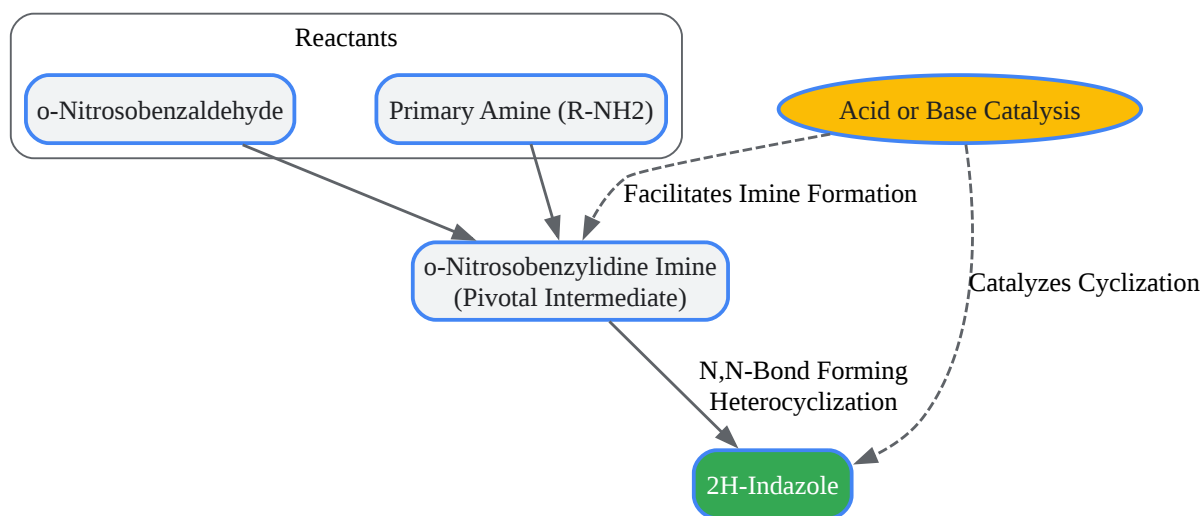 Reactants
o-Nitrosobenzaldehyde
Primary Amine (R-NH2)
Acid or Base Catalysis
Facilitates Imine Formation
o-Nitrosobenzylidine Imine
(Pivotal Intermediate)
Catalyzes Cyclization
N,N-Bond Forming
Heterocyclization
2H-Indazole